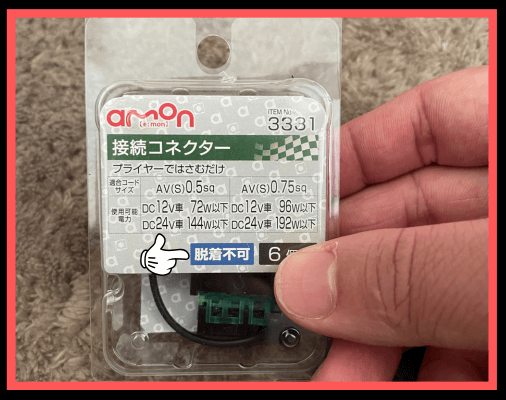 amon
[e:mon]
ITEM No.
3331
接続コネクター
プライヤーではさむだけ
適合コード
サイズ
AV(S)0.5sq
AV(S)0.75sq
使用可能
電力
DC12V車 72W以下
DC12V車 96W以下
DC24V車 144W以下
DC24V車 192W以下
脱着不可
6